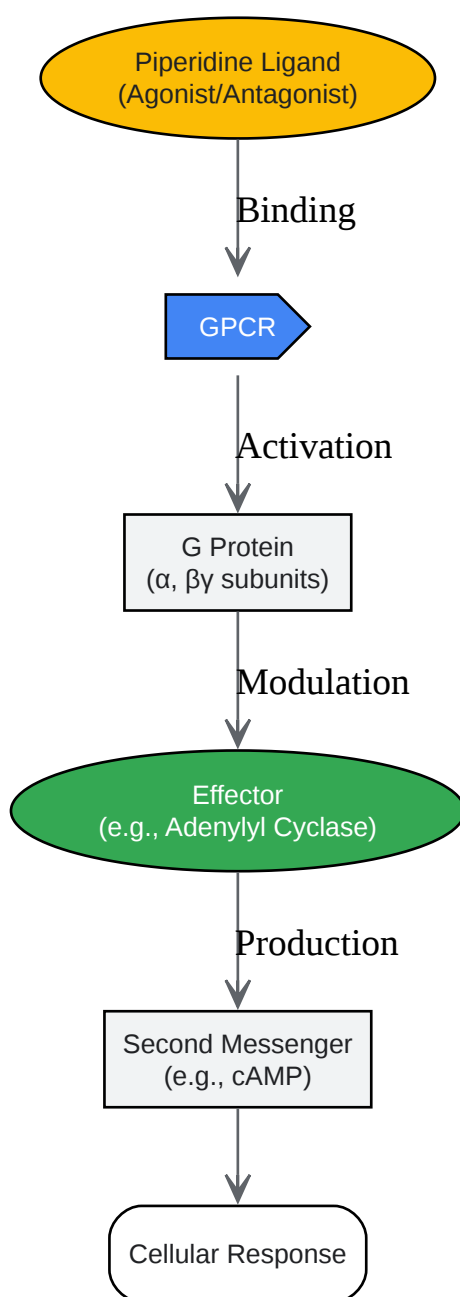 Piperidine Ligand
(Agonist/Antagonist)
Binding
GPCR
Activation
G Protein
(α, βγ subunits)
Modulation
Effector
(e.g., Adenylyl Cyclase)
Production
Second Messenger
(e.g., cAMP)
Cellular Response